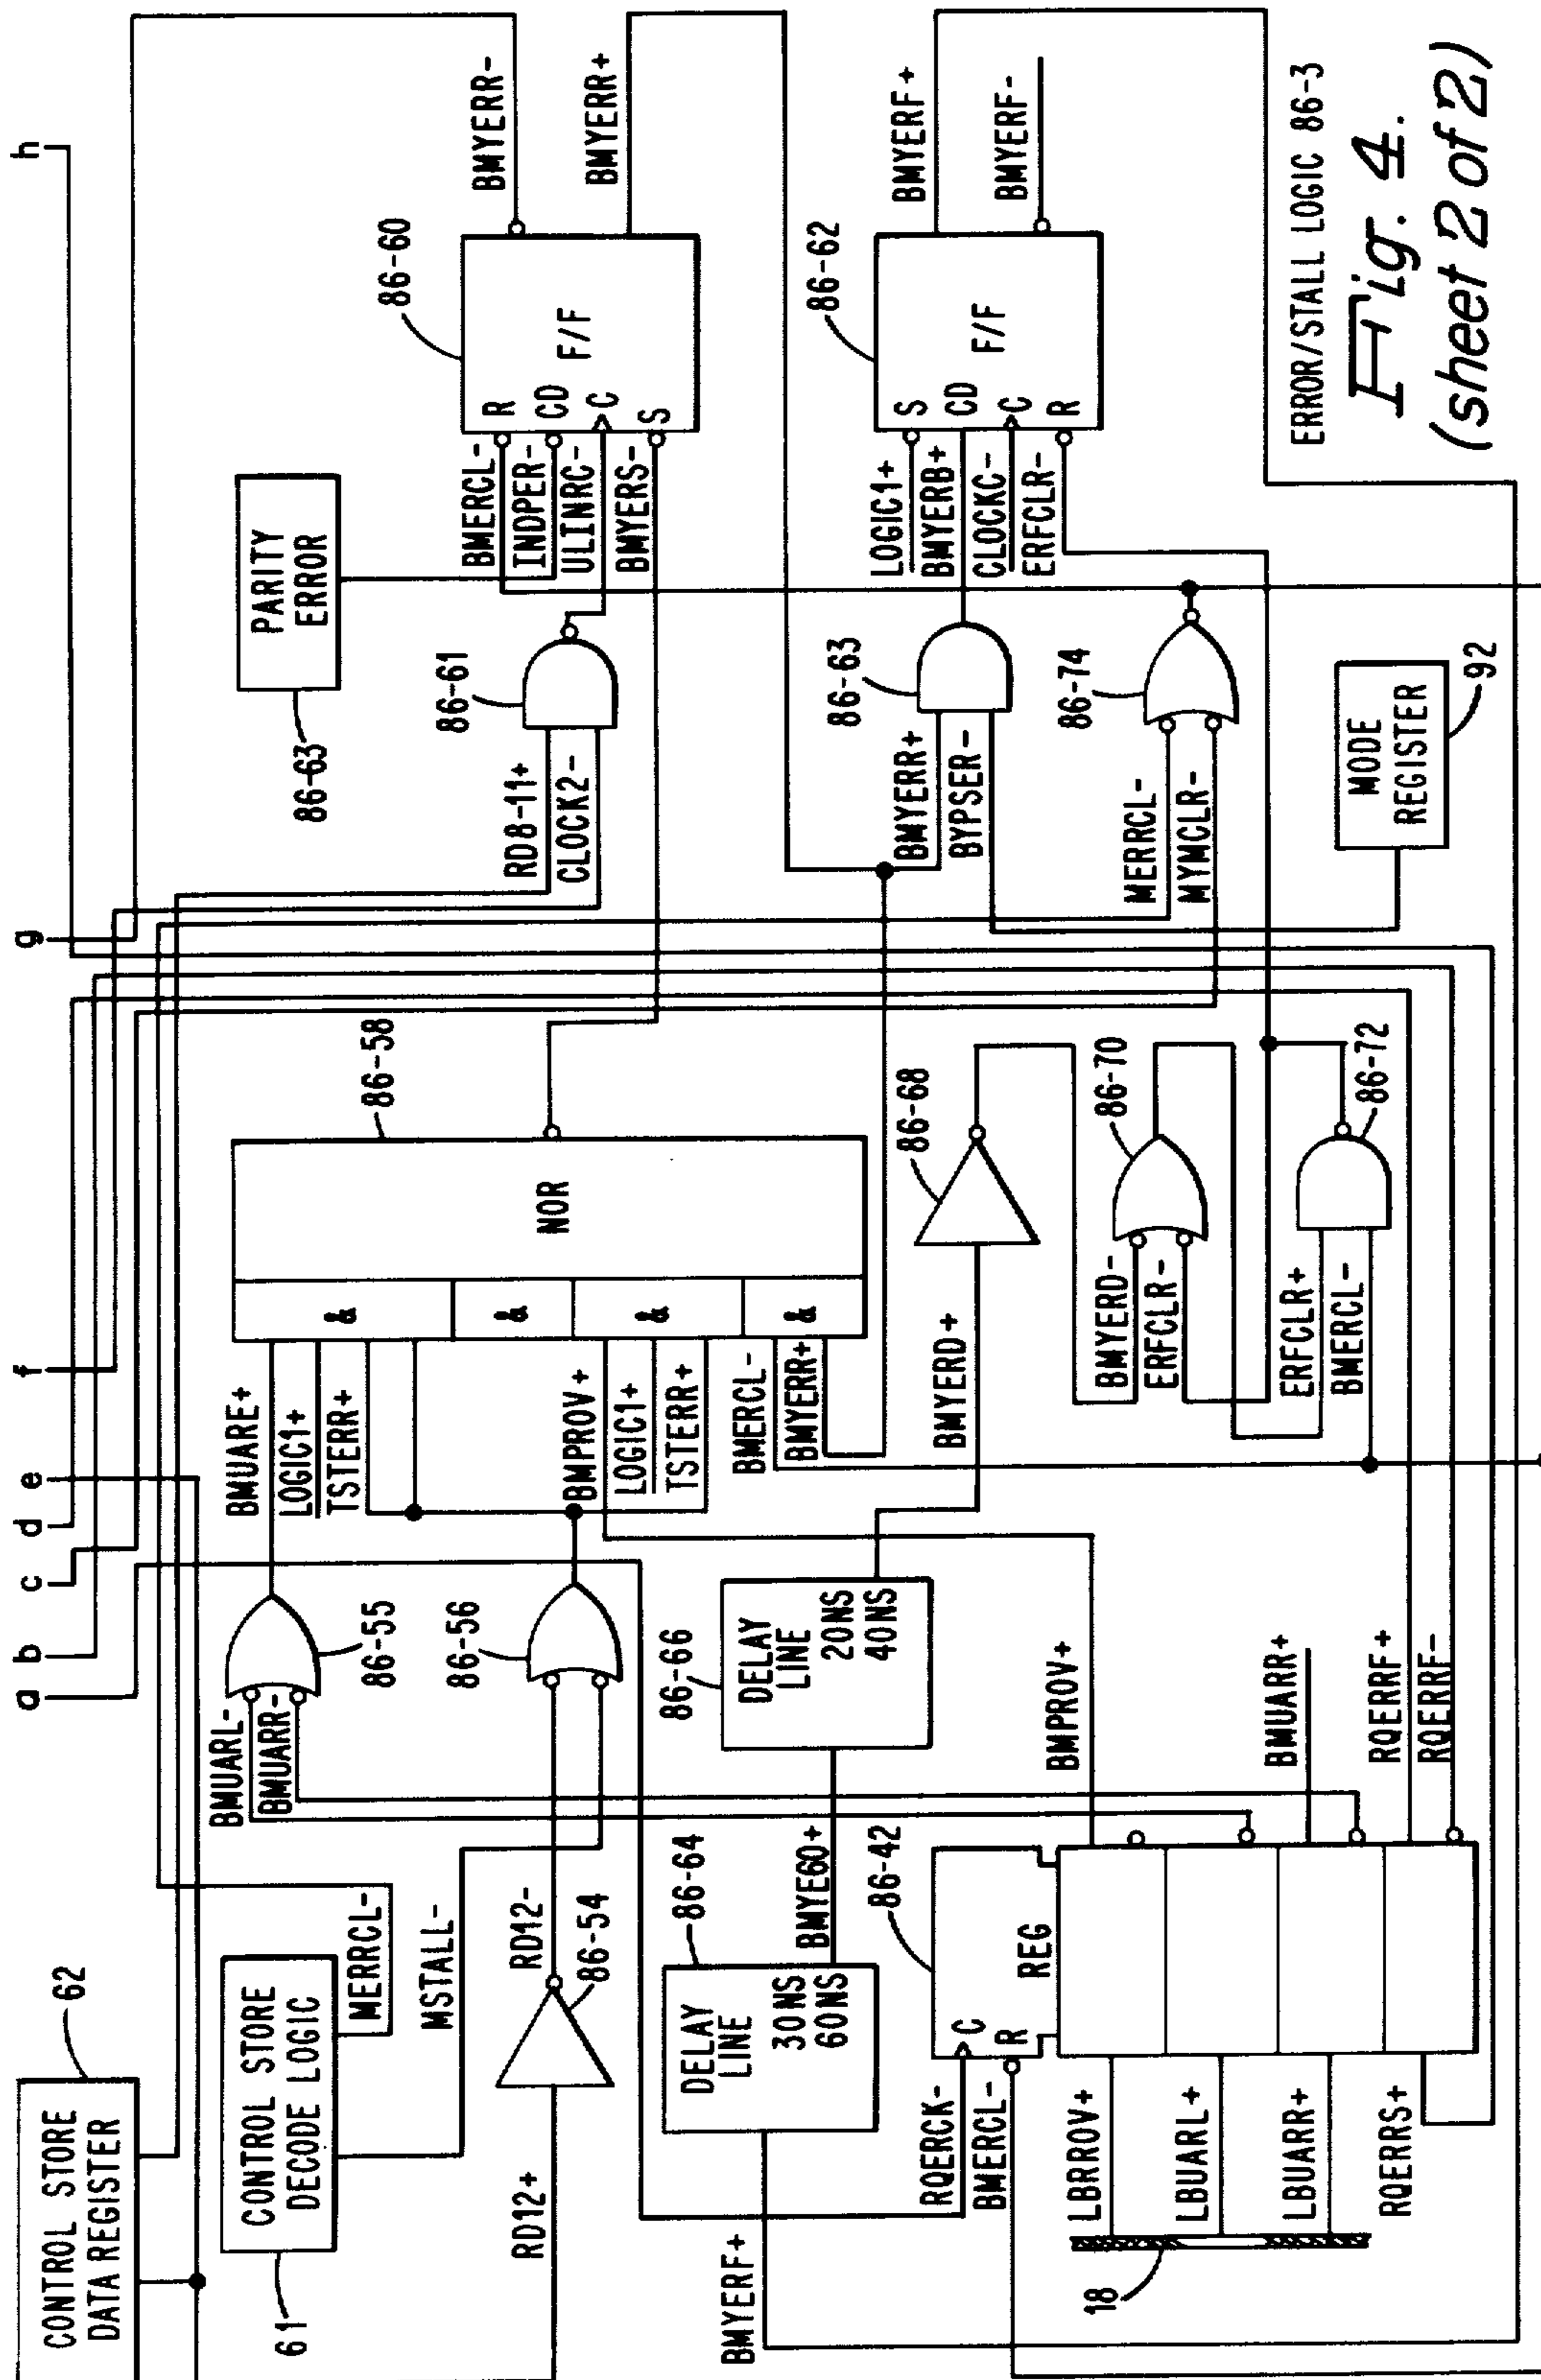 a
b
c
d
e
f
g
h
CONTROL STORE
DATA REGISTER
62
CONTROL STORE
DECODE LOGIC
61
MERRCL-
MSTALL-
RD12+
RD12-
86-54
BMUARL-
BMUARR-
86-55
86-56
BMUARE+
LOGIC1+
TSTERR+
BMPROV+
LOGIC1+
TSTERR+
BMERCL-
BMYERR+
&
&
&
&
NOR
86-58
PARITY
ERROR
86-63
86-61
RD8-11+
CLOCK2-
BMERCL-
INDPER-
ULINRC-
BMYERS-
R
CD
C
S
F/F
86-60
BMYERR-
BMYERR+
BMYERF+
DELAY
LINE
30NS
60NS
86-64
BMYE60+
DELAY
LINE
20NS
40NS
86-66
BMYERD+
86-68
BMYERD-
ERFCLR-
86-70
ERFCLR+
BMERCL-
86-72
BMYERR+
BYPSER-
86-63
MERRCL-
MYMCLR-
86-74
MODE
REGISTER
92
LOGIC1+
BMYERB+
CLOCKC-
ERFCLR-
S
CD
C
R
F/F
86-62
BMYERF+
BMYERF-
RQERCK-
BMERCL-
C
R
REG
86-42
LBRROV+
LBUARL+
LBUARR+
RQERRS+
18
BMPROV+
BMUARR+
RQERRF+
RQERRF-
ERROR/STALL LOGIC 86-3
Fig. 4.
(sheet 2 of 2)